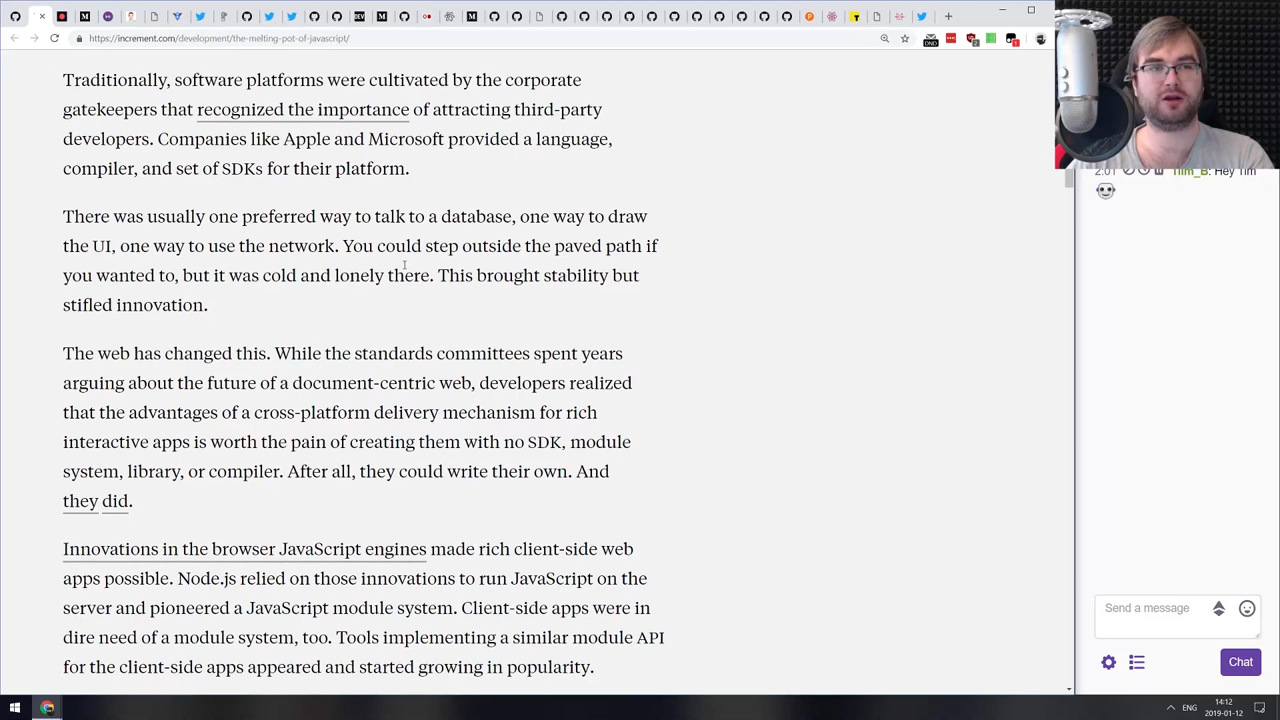 https://increment.com/development/the-melting-pot-of-javascript/
DND
2
1
Traditionally, software platforms were cultivated by the corporate
gatekeepers that recognized the importance of attracting third-party
developers. Companies like Apple and Microsoft provided a language,
compiler, and set of SDKs for their platform.
There was usually one preferred way to talk to a database, one way to draw
the UI, one way to use the network. You could step outside the paved path if
you wanted to, but it was cold and lonely there. This brought stability but
stifled innovation.
The web has changed this. While the standards committees spent years
arguing about the future of a document-centric web, developers realized
that the advantages of a cross-platform delivery mechanism for rich
interactive apps is worth the pain of creating them with no SDK, module
system, library, or compiler. After all, they could write their own. And
they did.
Innovations in the browser JavaScript engines made rich client-side web
apps possible. Node.js relied on those innovations to run JavaScript on the
server and pioneered a JavaScript module system. Client-side apps were in
dire need of a module system, too. Tools implementing a similar module API
for the client-side apps appeared and started growing in popularity.
2:01 Tim_B: Hey Tim
Send a message
Chat
ENG
14:12
2019-01-12